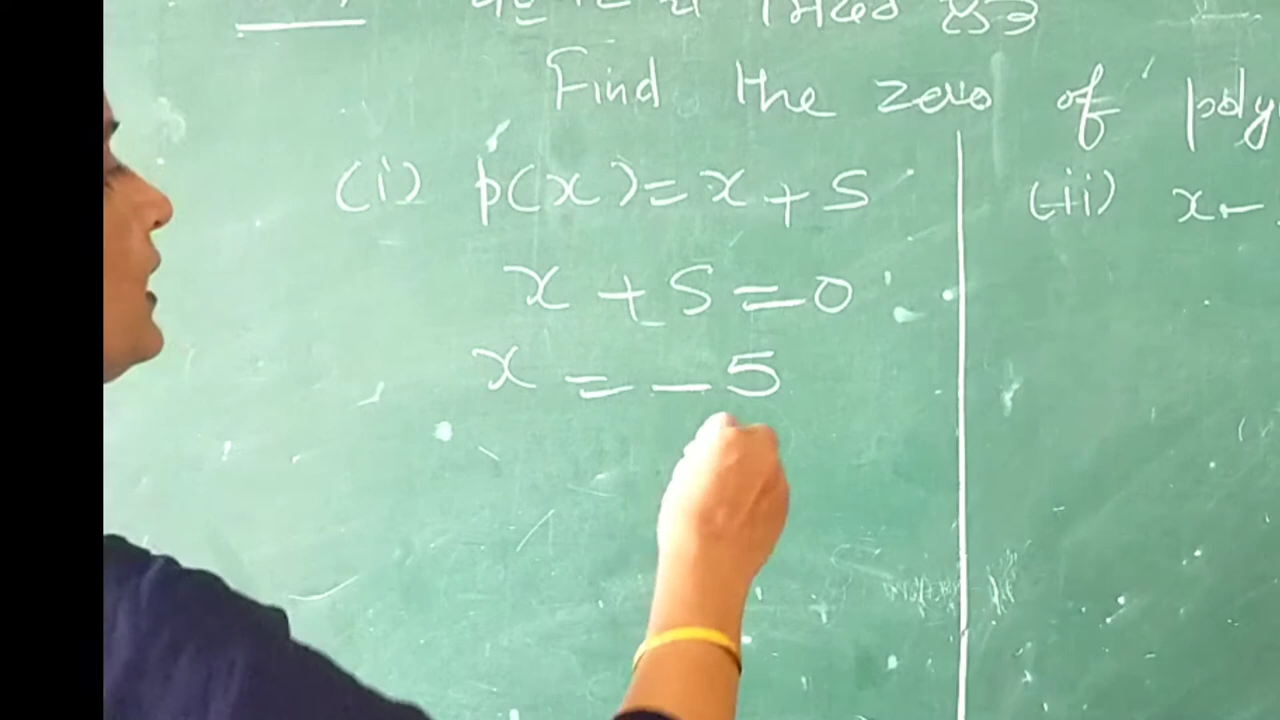 Find the zero of poly
(i) p(x)=x+5
x+5=0
x=-5
(ii) x-